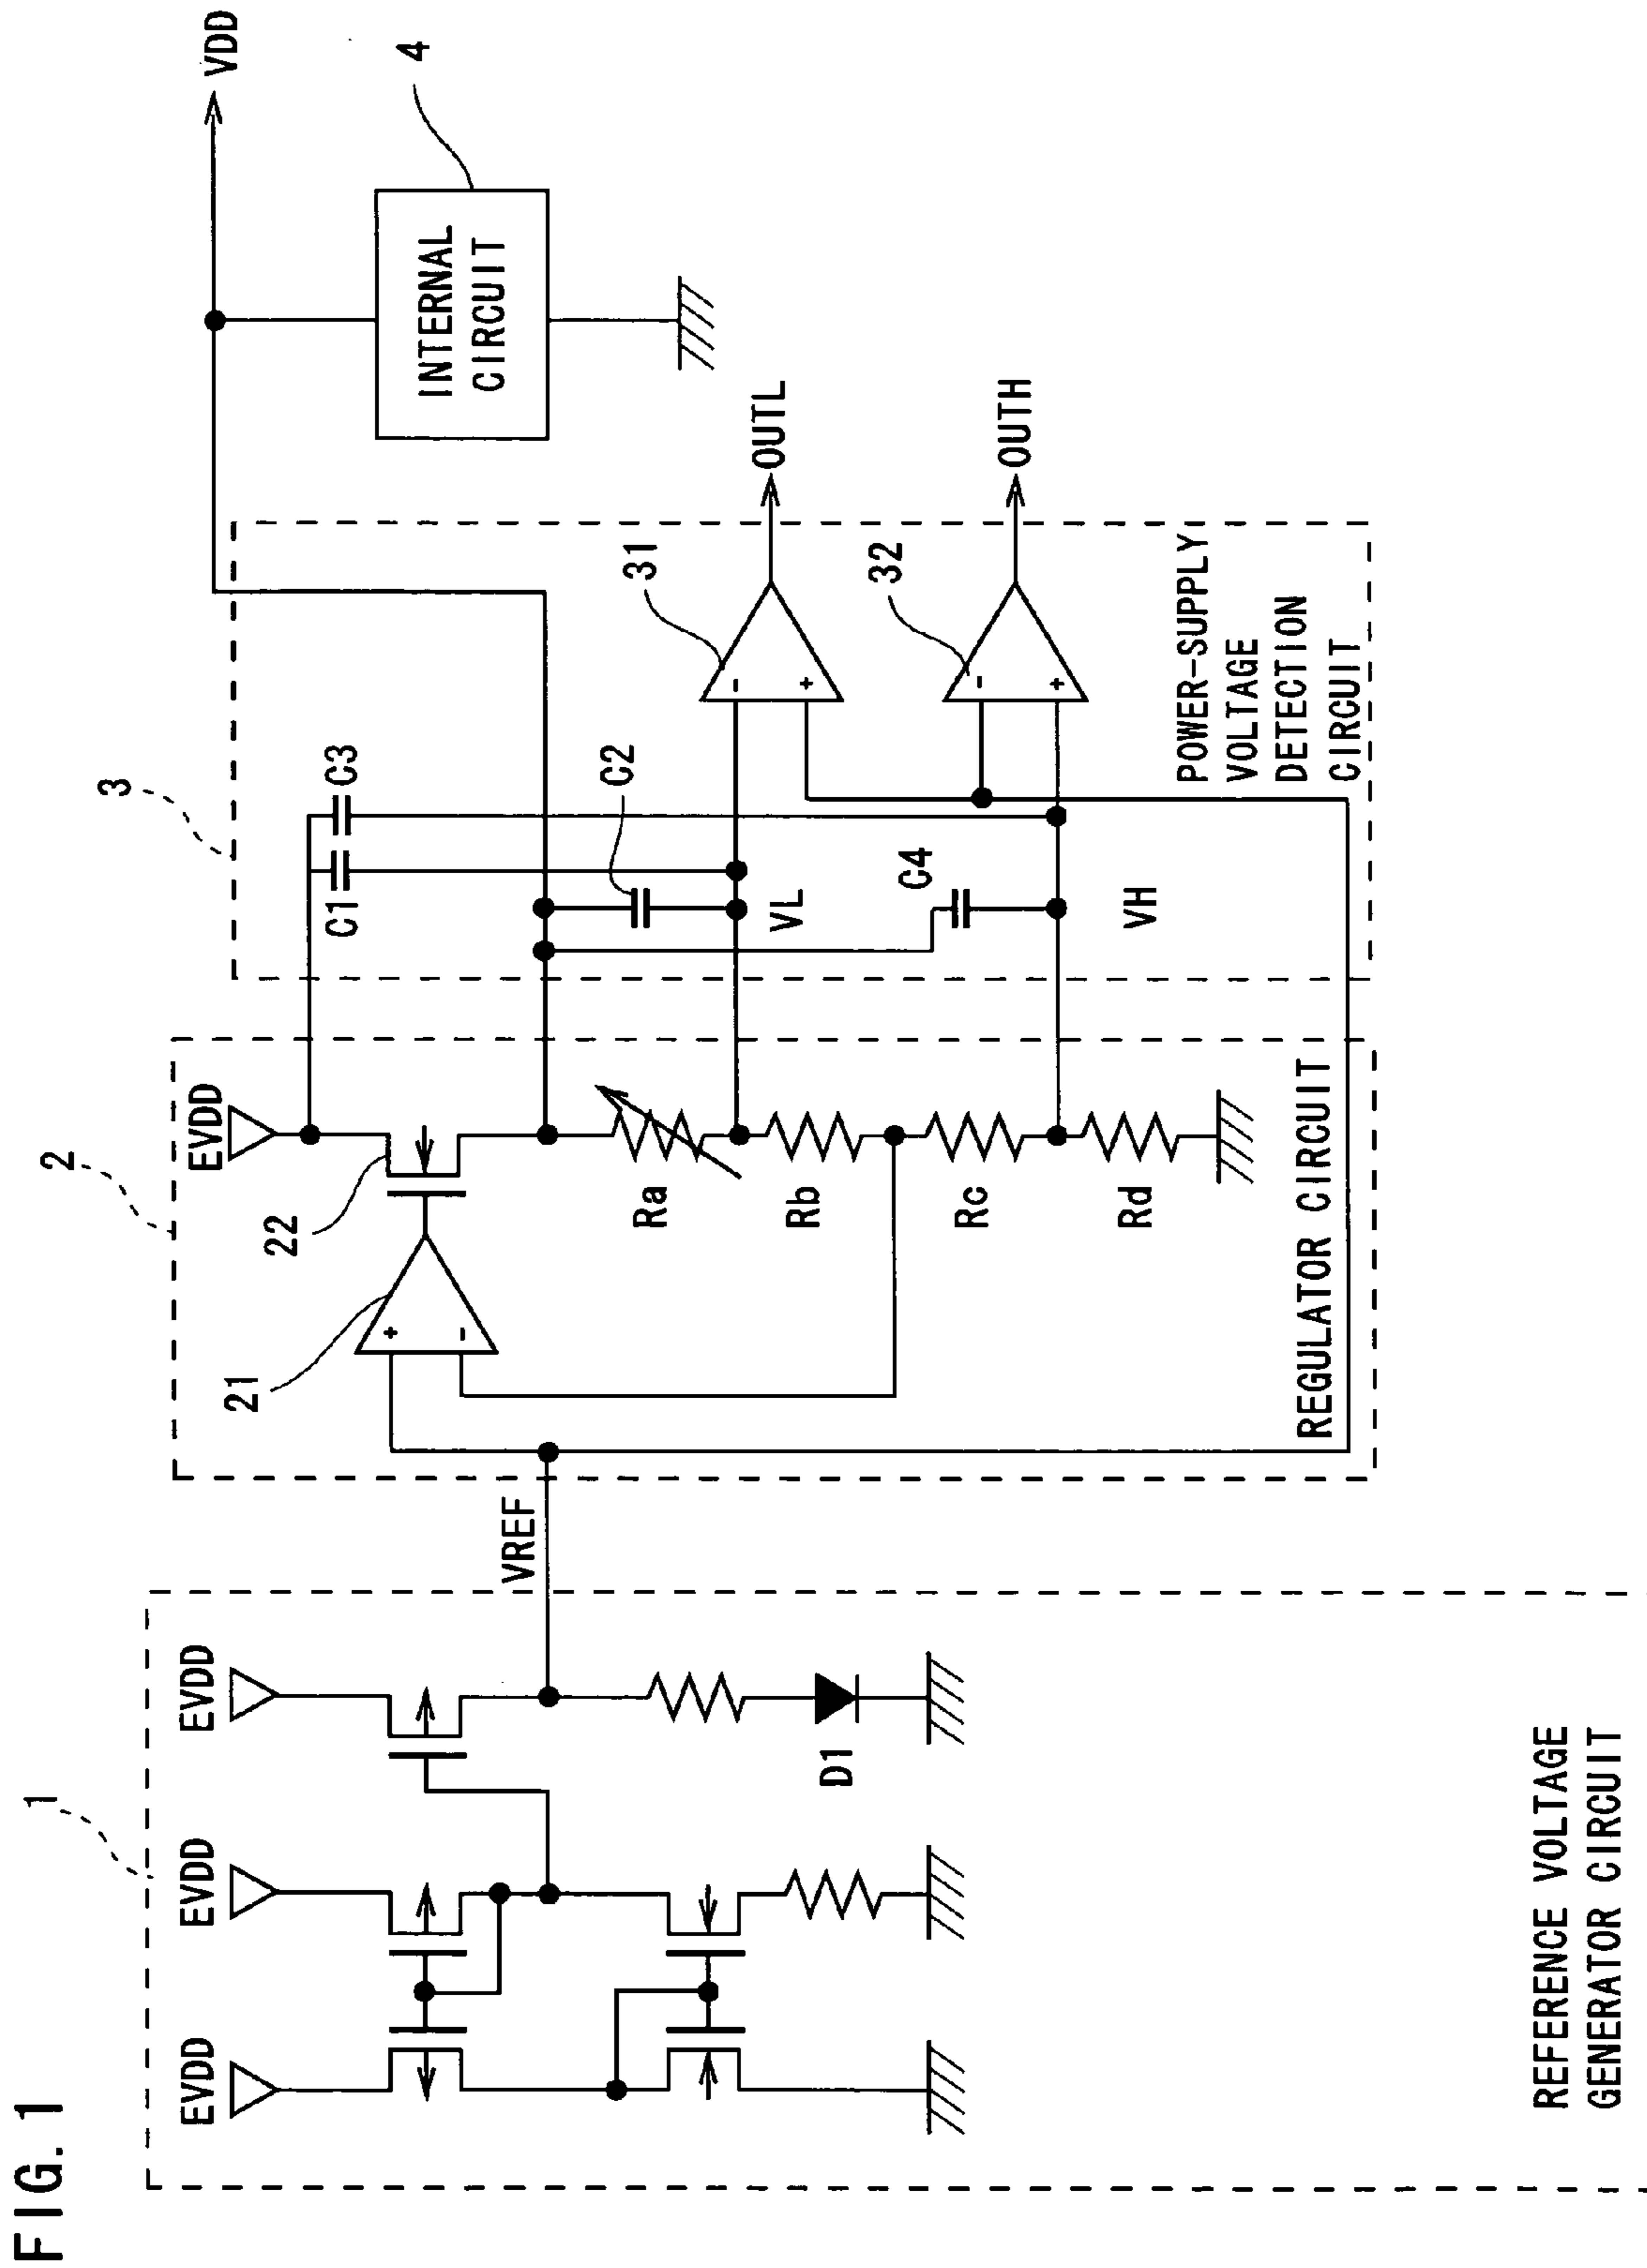 FIG. 1
1
EVDD
EVDD
EVDD
D1
VREF
REFERENCE VOLTAGE
GENERATOR CIRCUIT
2
EVDD
21
+
-
22
Ra
Rb
Rc
Rd
REGULATOR CIRCUIT
3
C1
C3
C2
VL
C4
VH
31
-
+
32
-
+
OUTL
OUTH
POWER-SUPPLY
VOLTAGE
DETECTION
CIRCUIT
VDD
4
INTERNAL
CIRCUIT